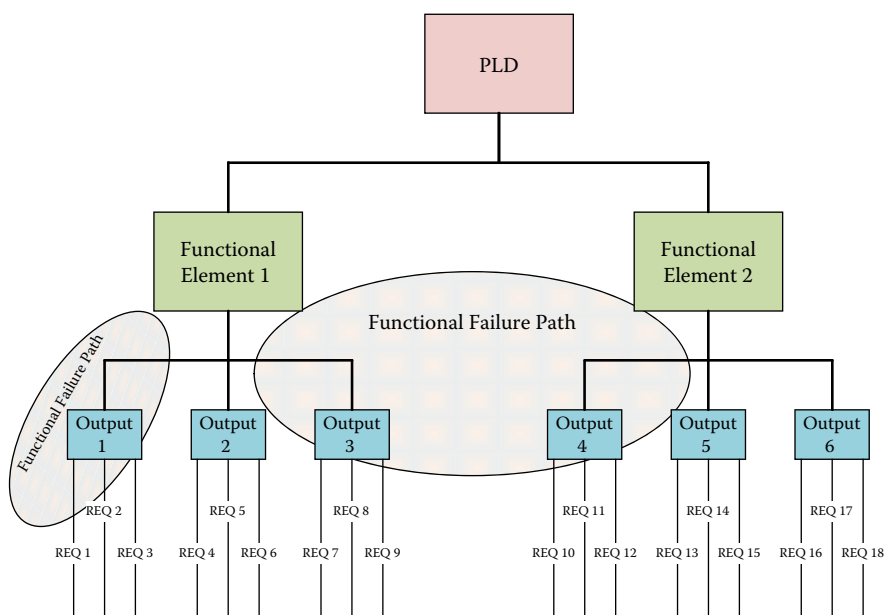 PLD
Functional
Element 1
Functional
Element 2
Functional Failure Path
Functional Failure Path
Output
1
Output
2
Output
3
Output
4
Output
5
Output
6
REQ 2
REQ 5
REQ 8
REQ 11
REQ 14
REQ 17
REQ 1
REQ 3
REQ 4
REQ 6
REQ 7
REQ 9
REQ 10
REQ 12
REQ 13
REQ 15
REQ 16
REQ 18